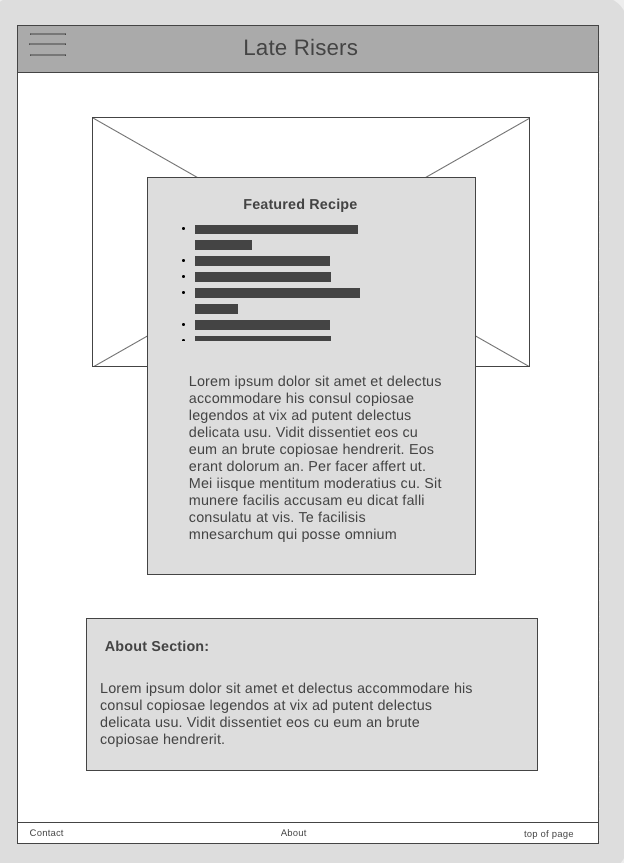 Late Risers
Featured Recipe
Lorem ipsum dolor sit amet et delectus
accommodare his consul copiosae
legendos at vix ad putent delectus
delicata usu. Vidit dissentiet eos cu
eum an brute copiosae hendrerit. Eos
erant dolorum an. Per facer affert ut.
Mei iisque mentitum moderatius cu. Sit
munere facilis accusam eu dicat falli
consulatu at vis. Te facilisis
mnesarchum qui posse omnium
About Section:
Lorem ipsum dolor sit amet et delectus accommodare his
consul copiosae legendos at vix ad putent delectus
delicata usu. Vidit dissentiet eos cu eum an brute
copiosae hendrerit.
Contact About top of page